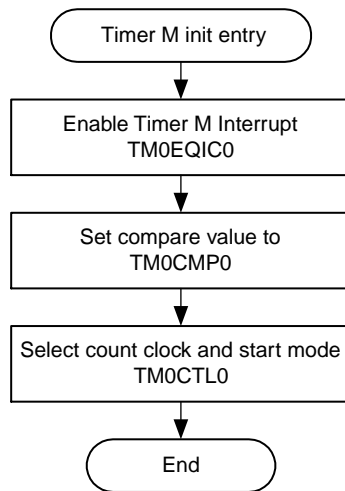 Timer M init entry
Enable Timer M Interrupt
TM0EQIC0
Set compare value to
TM0CMP0
Select count clock and start mode
TM0CTL0
End